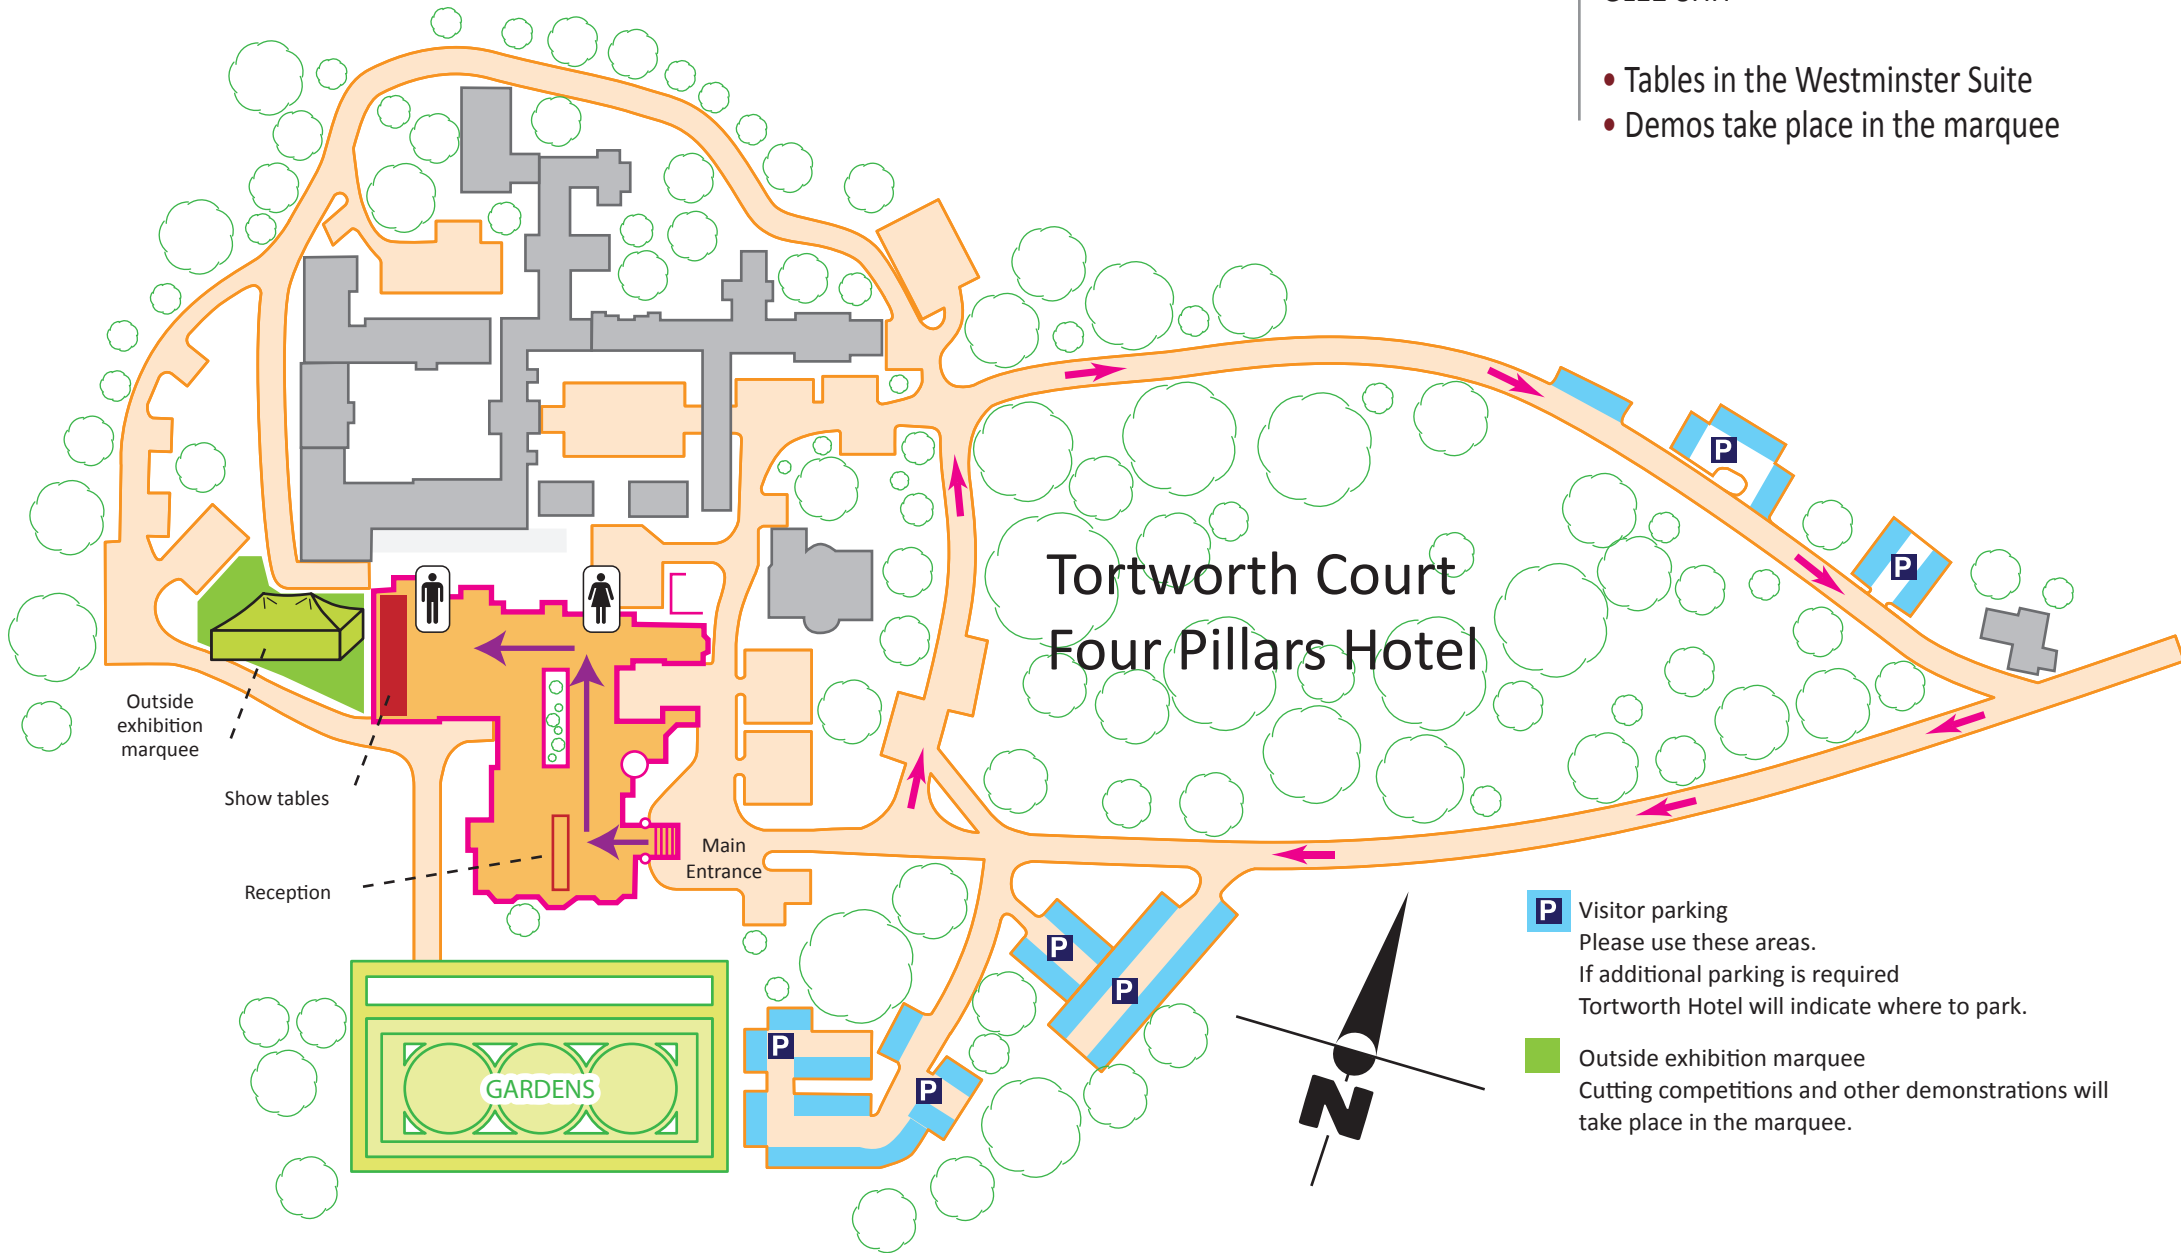 • Tables in the Westminster Suite
• Demos take place in the marquee
P
P
Tortworth Court
Four Pillars Hotel
Outside
exhibition
marquee
Show tables
Main
Entrance
Reception
P
P
P
P
GARDENS
N
P Visitor parking
Please use these areas.
If additional parking is required
Tortworth Hotel will indicate where to park.
Outside exhibition marquee
Cutting competitions and other demonstrations will
take place in the marquee.